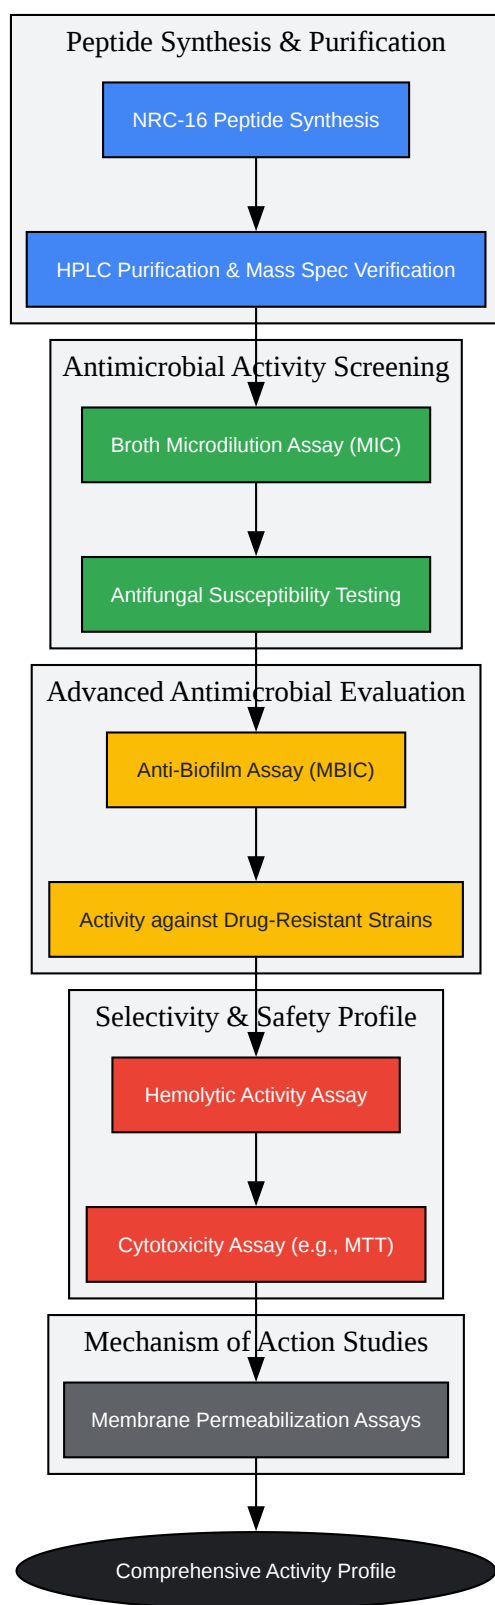 Peptide Synthesis & Purification
NRC-16 Peptide Synthesis
HPLC Purification & Mass Spec Verification
Antimicrobial Activity Screening
Broth Microdilution Assay (MIC)
Antifungal Susceptibility Testing
Advanced Antimicrobial Evaluation
Anti-Biofilm Assay (MBIC)
Activity against Drug-Resistant Strains
Selectivity & Safety Profile
Hemolytic Activity Assay
Cytotoxicity Assay (e.g., MTT)
Mechanism of Action Studies
Membrane Permeabilization Assays
Comprehensive Activity Profile